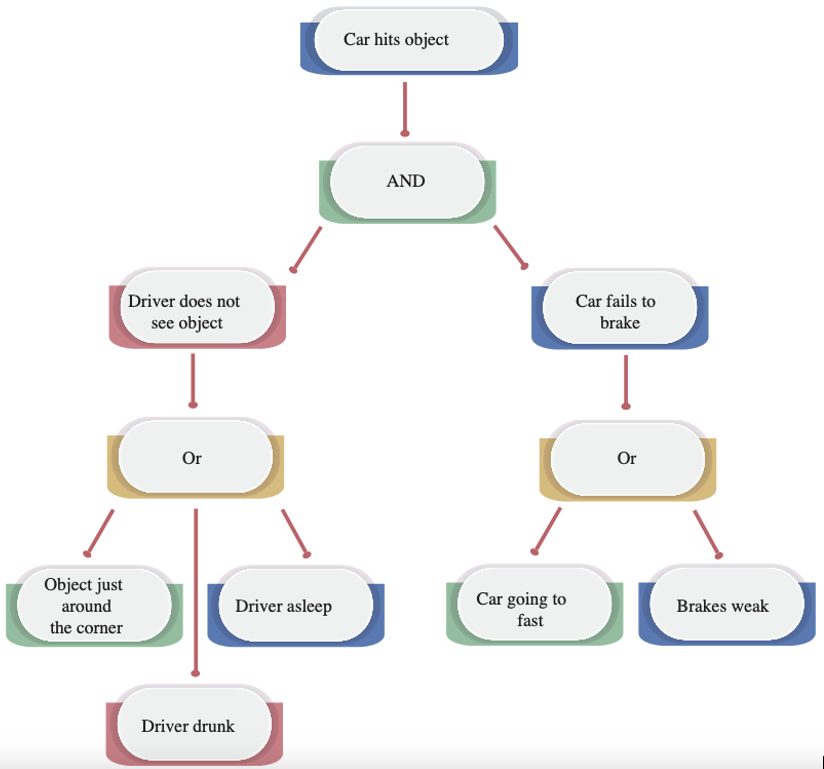 Car hits object
AND
Driver does not
see object
Car fails to
brake
Or
Or
Object just
around
the corner
Driver asleep
Car going to
fast
Brakes weak
Driver drunk